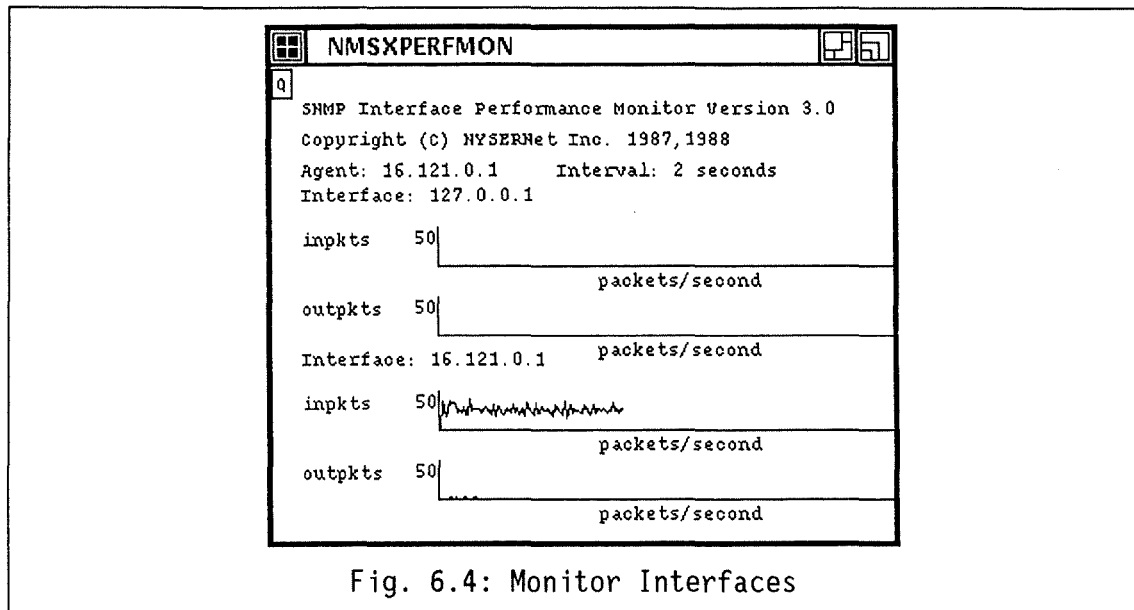 NMSXPERFMON
Q
SNMP Interface Performance Monitor Version 3.0
Copyright (C) NYSERNet Inc. 1987,1988
Agent: 16.121.0.1 Interval: 2 seconds
Interface: 127.0.0.1
inpkts 50
packets/second
outpkts 50
packets/second
Interface: 16.121.0.1
inpkts 50
packets/second
outpkts 50
packets/second
Fig. 6.4: Monitor Interfaces